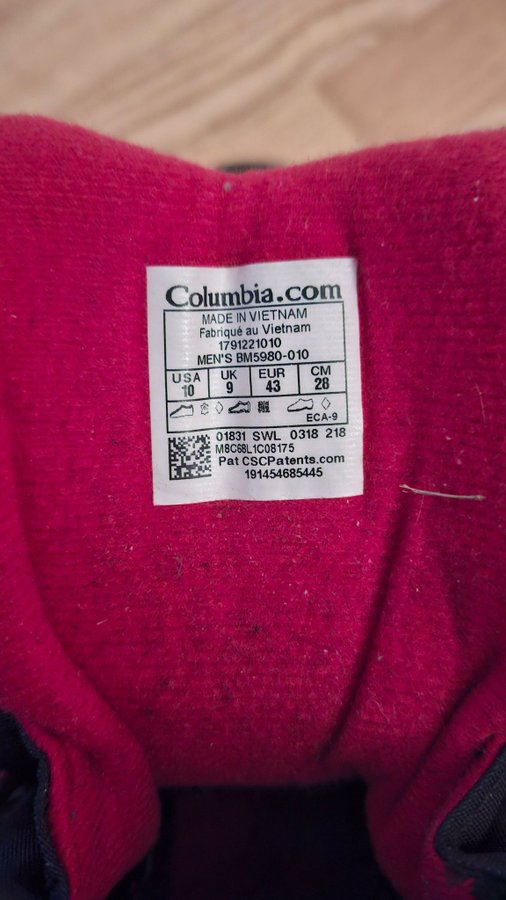 Columbia.com
MADE IN VIETNAM
Fabriqué au Vietnam
1791221010
MEN'S BM5980-010
USA UK EUR CM
10 9 43 28
ECA-9
01831 SWL 0318 218
M8C68L1C08175
Pat CSCPatents.com
191454685445